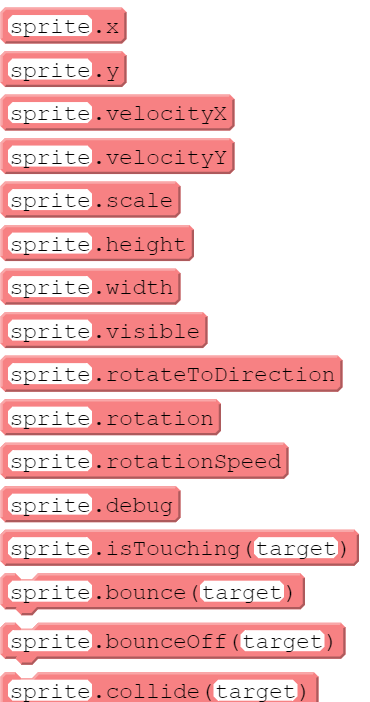 sprite.x
sprite.y
sprite.velocityX
sprite.velocityY
sprite.scale
sprite.height
sprite.width
sprite.visible
sprite.rotateToDirection
sprite.rotation
sprite.rotationSpeed
sprite.debug
sprite.isTouching(target)
sprite.bounce(target)
sprite.bounceOff(target)
sprite.collide(target)